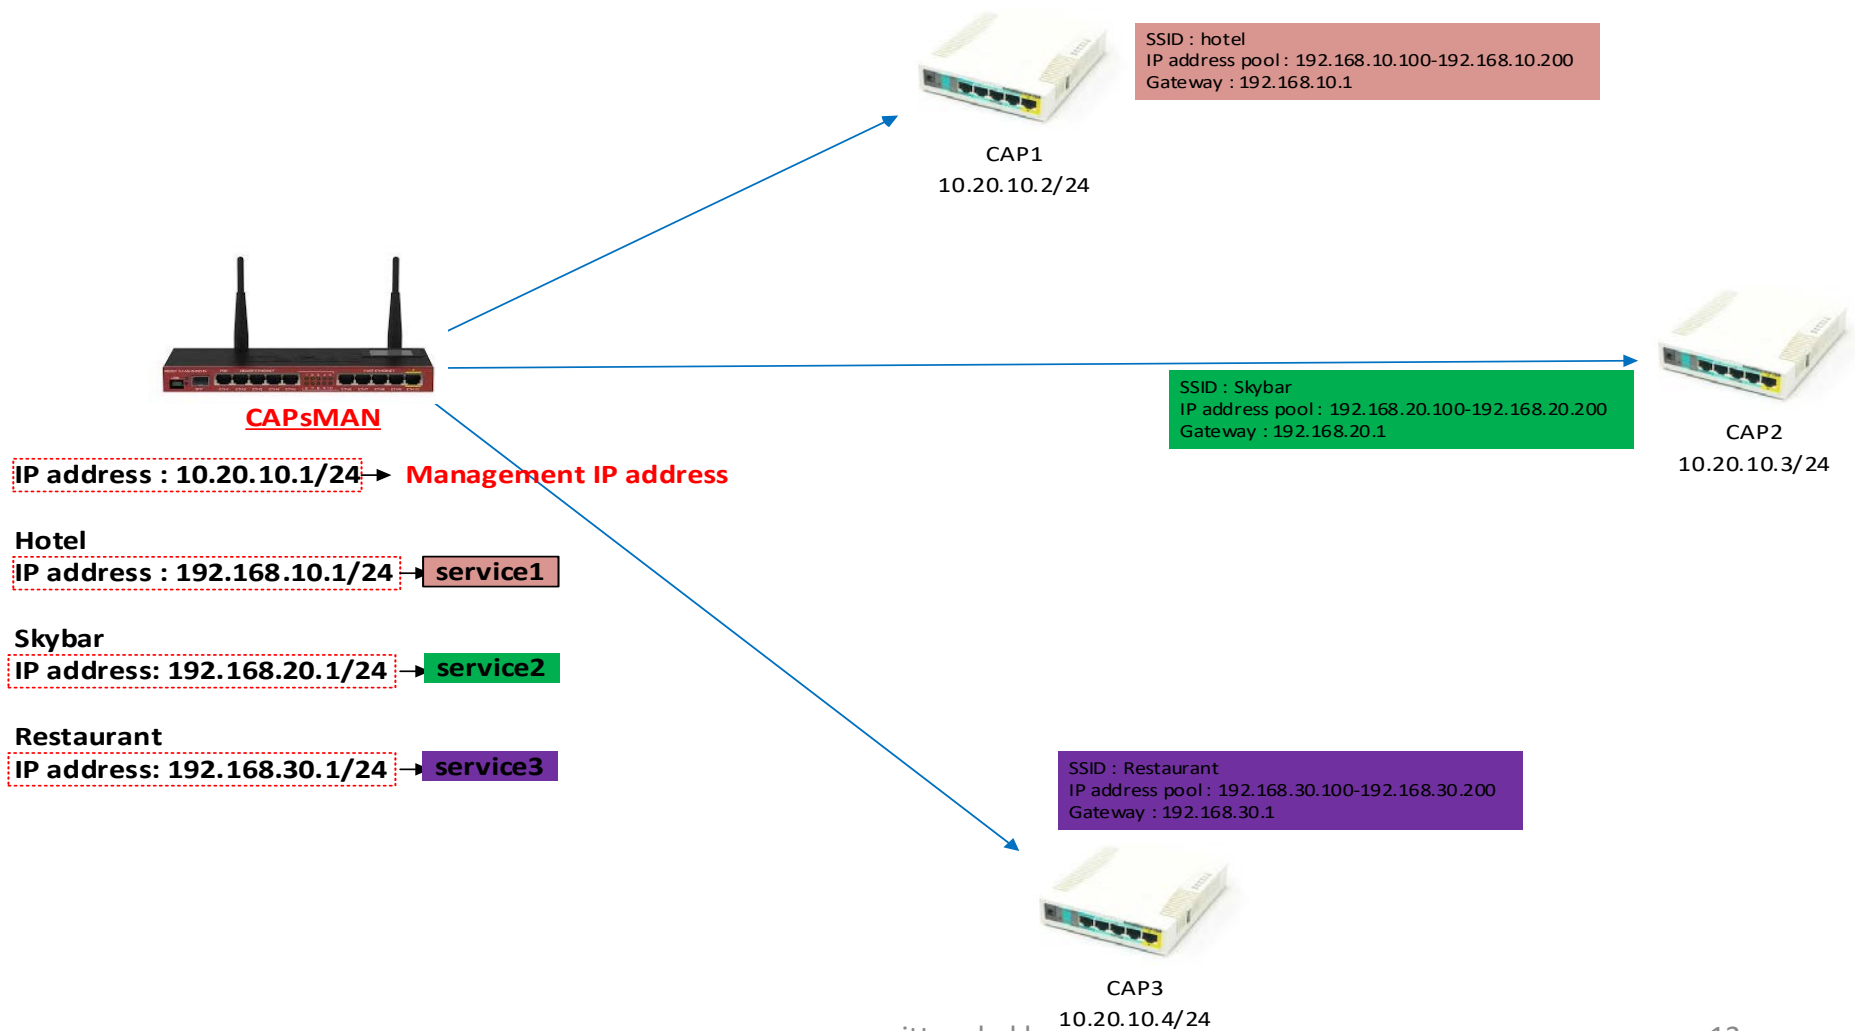 SSID : hotel
IP address pool : 192.168.10.100-192.168.10.200
Gateway : 192.168.10.1
CAP1
10.20.10.2/24
CAPsMAN
SSID : Skybar
IP address pool : 192.168.20.100-192.168.20.200
Gateway : 192.168.20.1
CAP2
10.20.10.3/24
IP address : 10.20.10.1/24
Management IP address
Hotel
IP address : 192.168.10.1/24
service1
Skybar
IP address: 192.168.20.1/24
service2
Restaurant
IP address: 192.168.30.1/24
service3
SSID : Restaurant
IP address pool : 192.168.30.100-192.168.30.200
Gateway : 192.168.30.1
CAP3
10.20.10.4/24